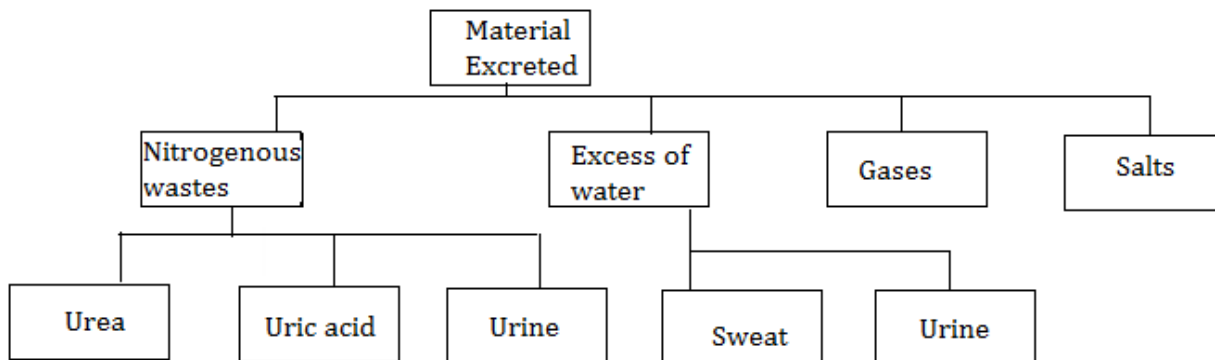 Material
Excreted
Nitrogenous
wastes
Excess of
water
Gases
Salts
Urea
Uric acid
Urine
Sweat
Urine